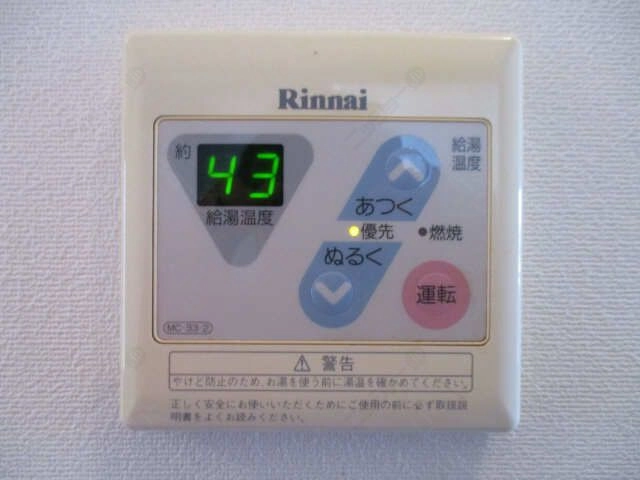 Rinnai
約 43
給湯温度
給湯
温度
あつく
優先
燃焼
ぬるく
運転
MC-33-2
警告
やけど防止のため、お湯を使う前に湯温を確かめてください。
正しく安全にお使いいただくためにご使用の前に必ず取扱説
明書をよくお読みください。